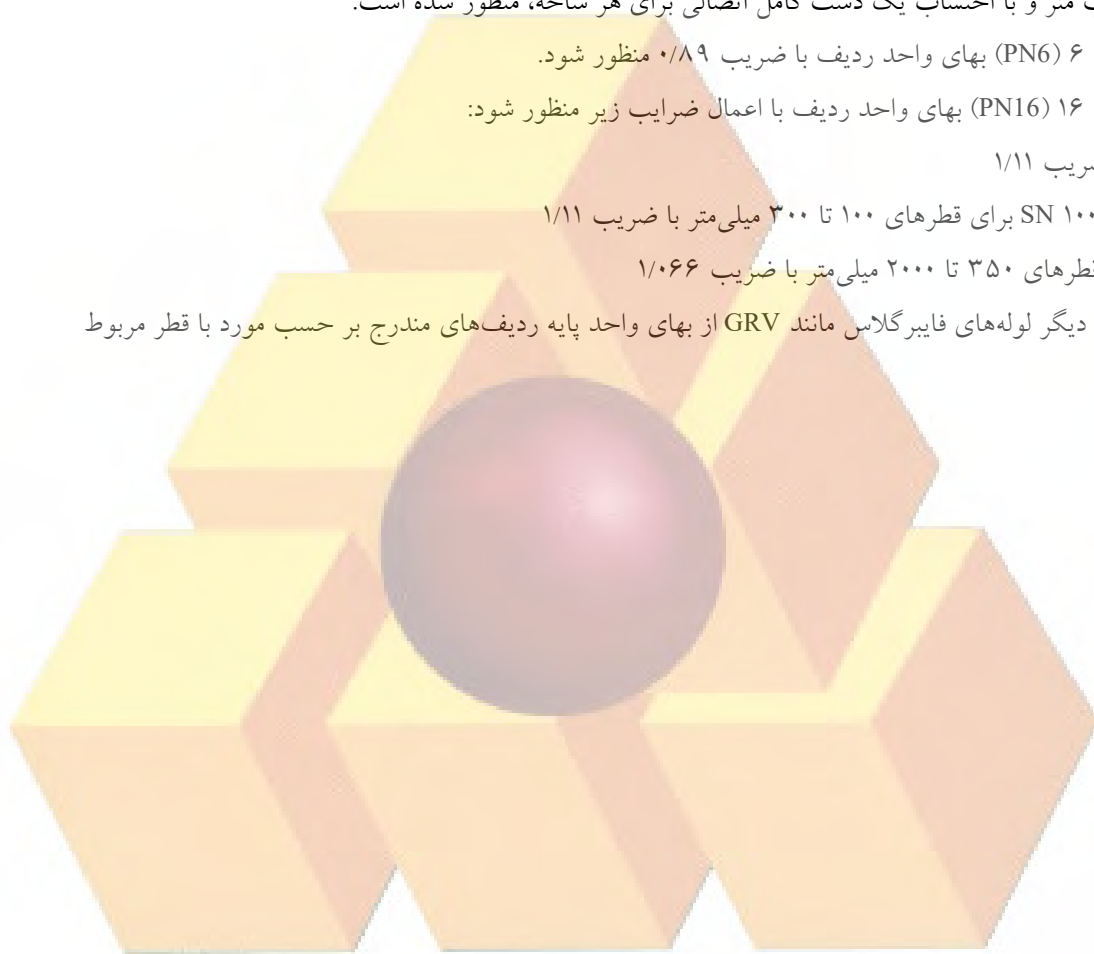 متر و با احتساب یک دست کامل اتصالی برای هر شاخه، منظور شده است.
۶ (PN6) بهای واحد ردیف با ضریب ۰/۸۹ منظور شود.
۱۶ (PN16) بهای واحد ردیف با اعمال ضرایب زیر منظور شود:
ضریب ۱/۱۱
SN برای قطرهای ۱۰۰ تا ۳۰۰ میلی‌متر با ضریب ۱/۱۱
قطرهای ۳۵۰ تا ۲۰۰۰ میلی‌متر با ضریب ۱/۰۶۶
دیگر لوله‌های فایبرگلاس مانند GRV از بهای واحد پایه ردیف‌های مندرج بر حسب مورد با قطر مربوط